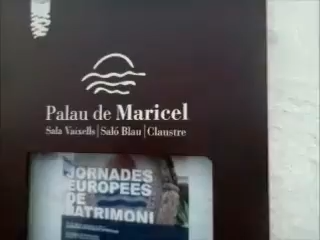 Palau de Maricel
Sala Vaixells | Saló Blau | Claustre
JORNADES
EUROPEES
DE
PATRIMONI